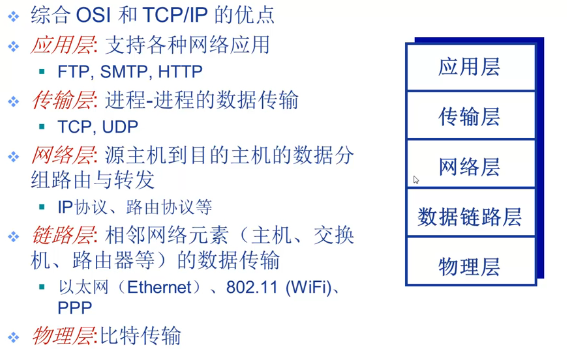 综合 OSI 和 TCP/IP 的优点
应用层: 支持各种网络应用
FTP, SMTP, HTTP
传输层: 进程-进程的数据传输
TCP, UDP
网络层: 源主机到目的主机的数据分
组路由与转发
IP协议、路由协议等
链路层: 相邻网络元素（主机、交换
机、路由器等）的数据传输
以太网（Ethernet）、802.11 (WiFi)、
PPP
物理层:比特传输
应用层
传输层
网络层
数据链路层
物理层